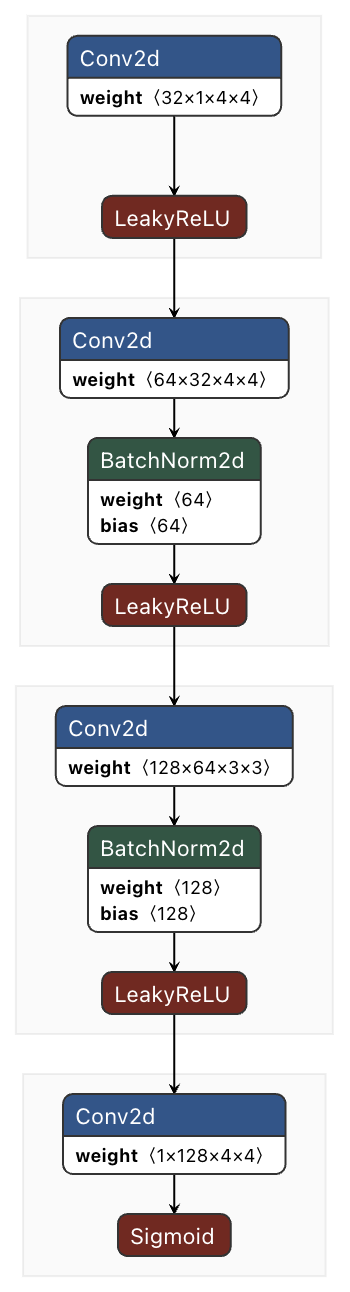 Conv2d
weight 〈32×1×4×4〉
LeakyReLU
Conv2d
weight 〈64×32×4×4〉
BatchNorm2d
weight 〈64〉
bias 〈64〉
LeakyReLU
Conv2d
weight 〈128×64×3×3〉
BatchNorm2d
weight 〈128〉
bias 〈128〉
LeakyReLU
Conv2d
weight 〈1×128×4×4〉
Sigmoid